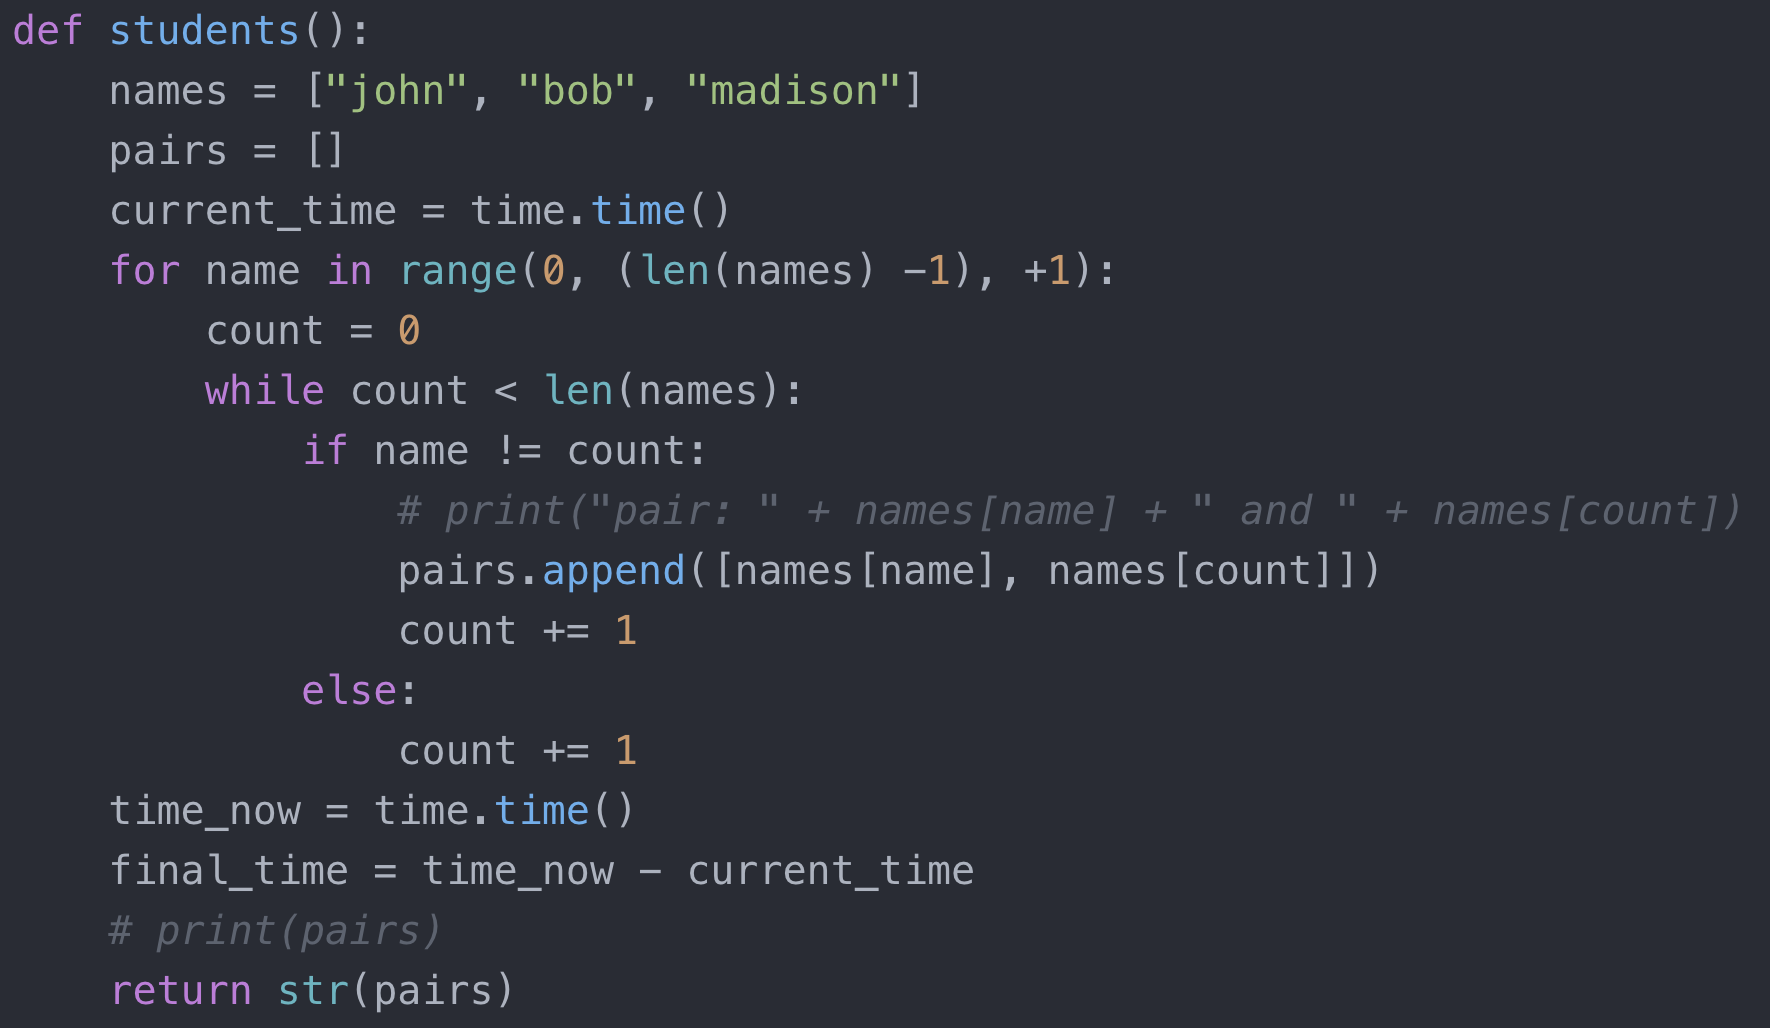 def students():
    names = ["john", "bob", "madison"]
    pairs = []
    current_time = time.time()
    for name in range(0, (len(names) -1), +1):
        count = 0
        while count < len(names):
            if name != count:
                # print("pair: " + names[name] + " and " + names[count])
                pairs.append([names[name], names[count]])
                count += 1
            else:
                count += 1
    time_now = time.time()
    final_time = time_now - current_time
    # print(pairs)
    return str(pairs)